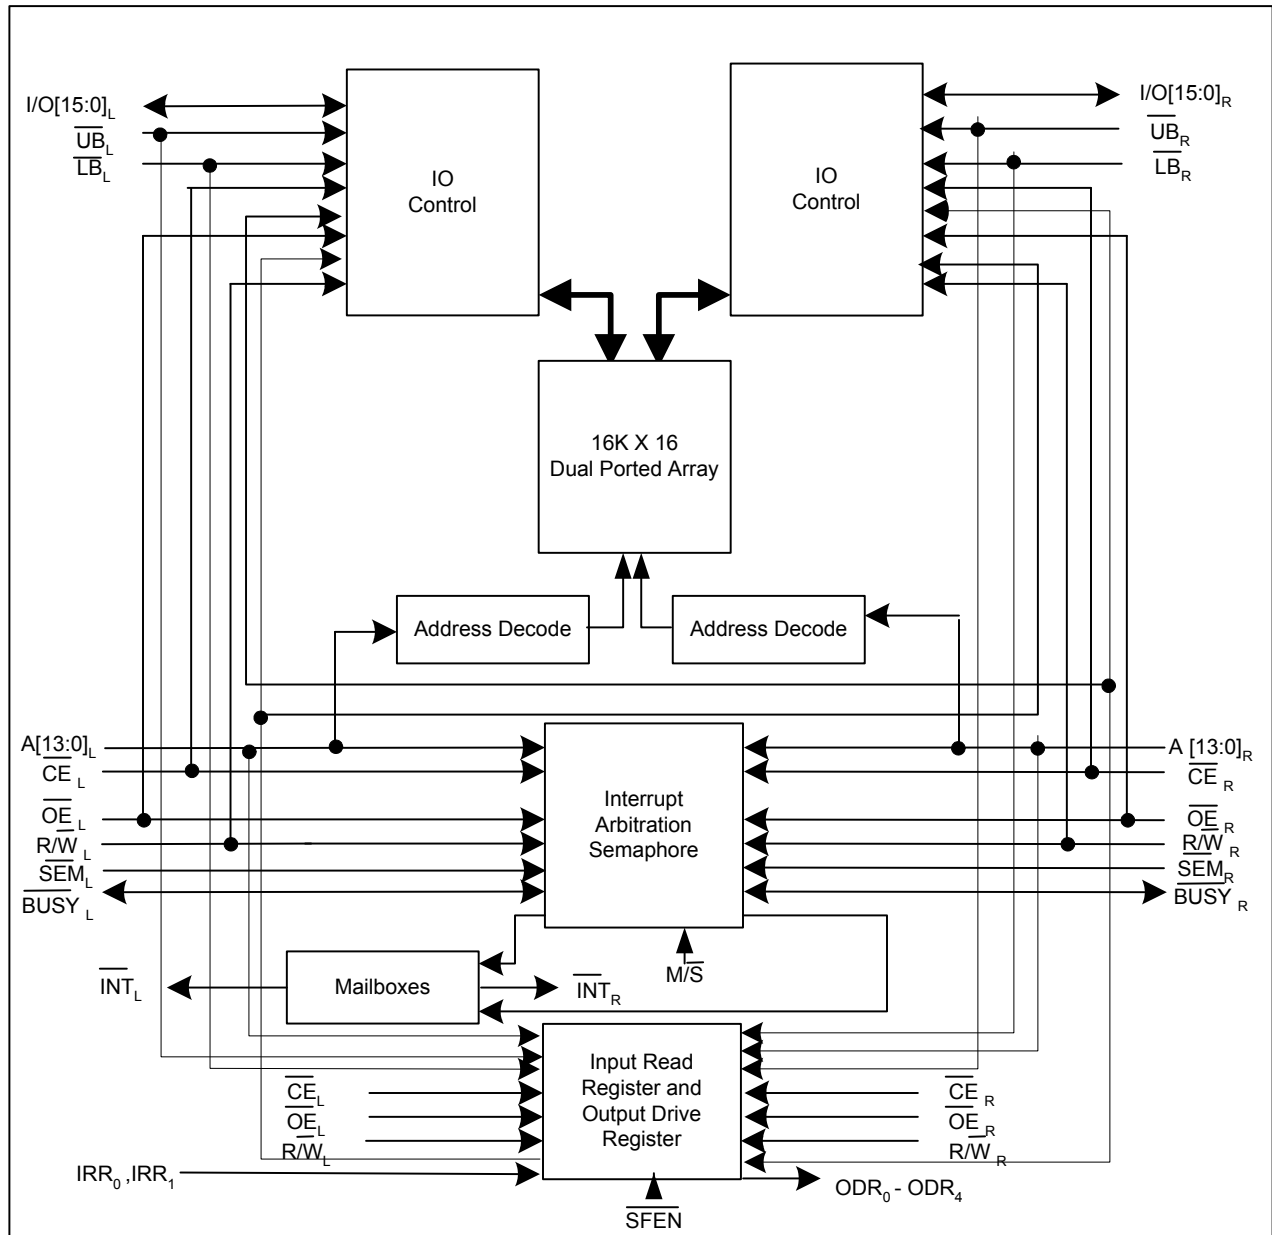 I/O[15:0]L
I/O[15:0]R
UBL
UBR
LBL
LBR
IO
Control
IO
Control
16K X 16
Dual Ported Array
Address Decode
Address Decode
A[13:0]L
A [13:0]R
CE L
CE R
OE L
OE R
R/W L
R/W R
SEML
SEMR
BUSY L
BUSY R
Interrupt
Arbitration
Semaphore
M/S
INTL
Mailboxes
INTR
Input Read
Register and
Output Drive
Register
CEL
CE R
OEL
OER
R/WL
R/W R
IRR0 ,IRR1
ODR0 - ODR4
SFEN